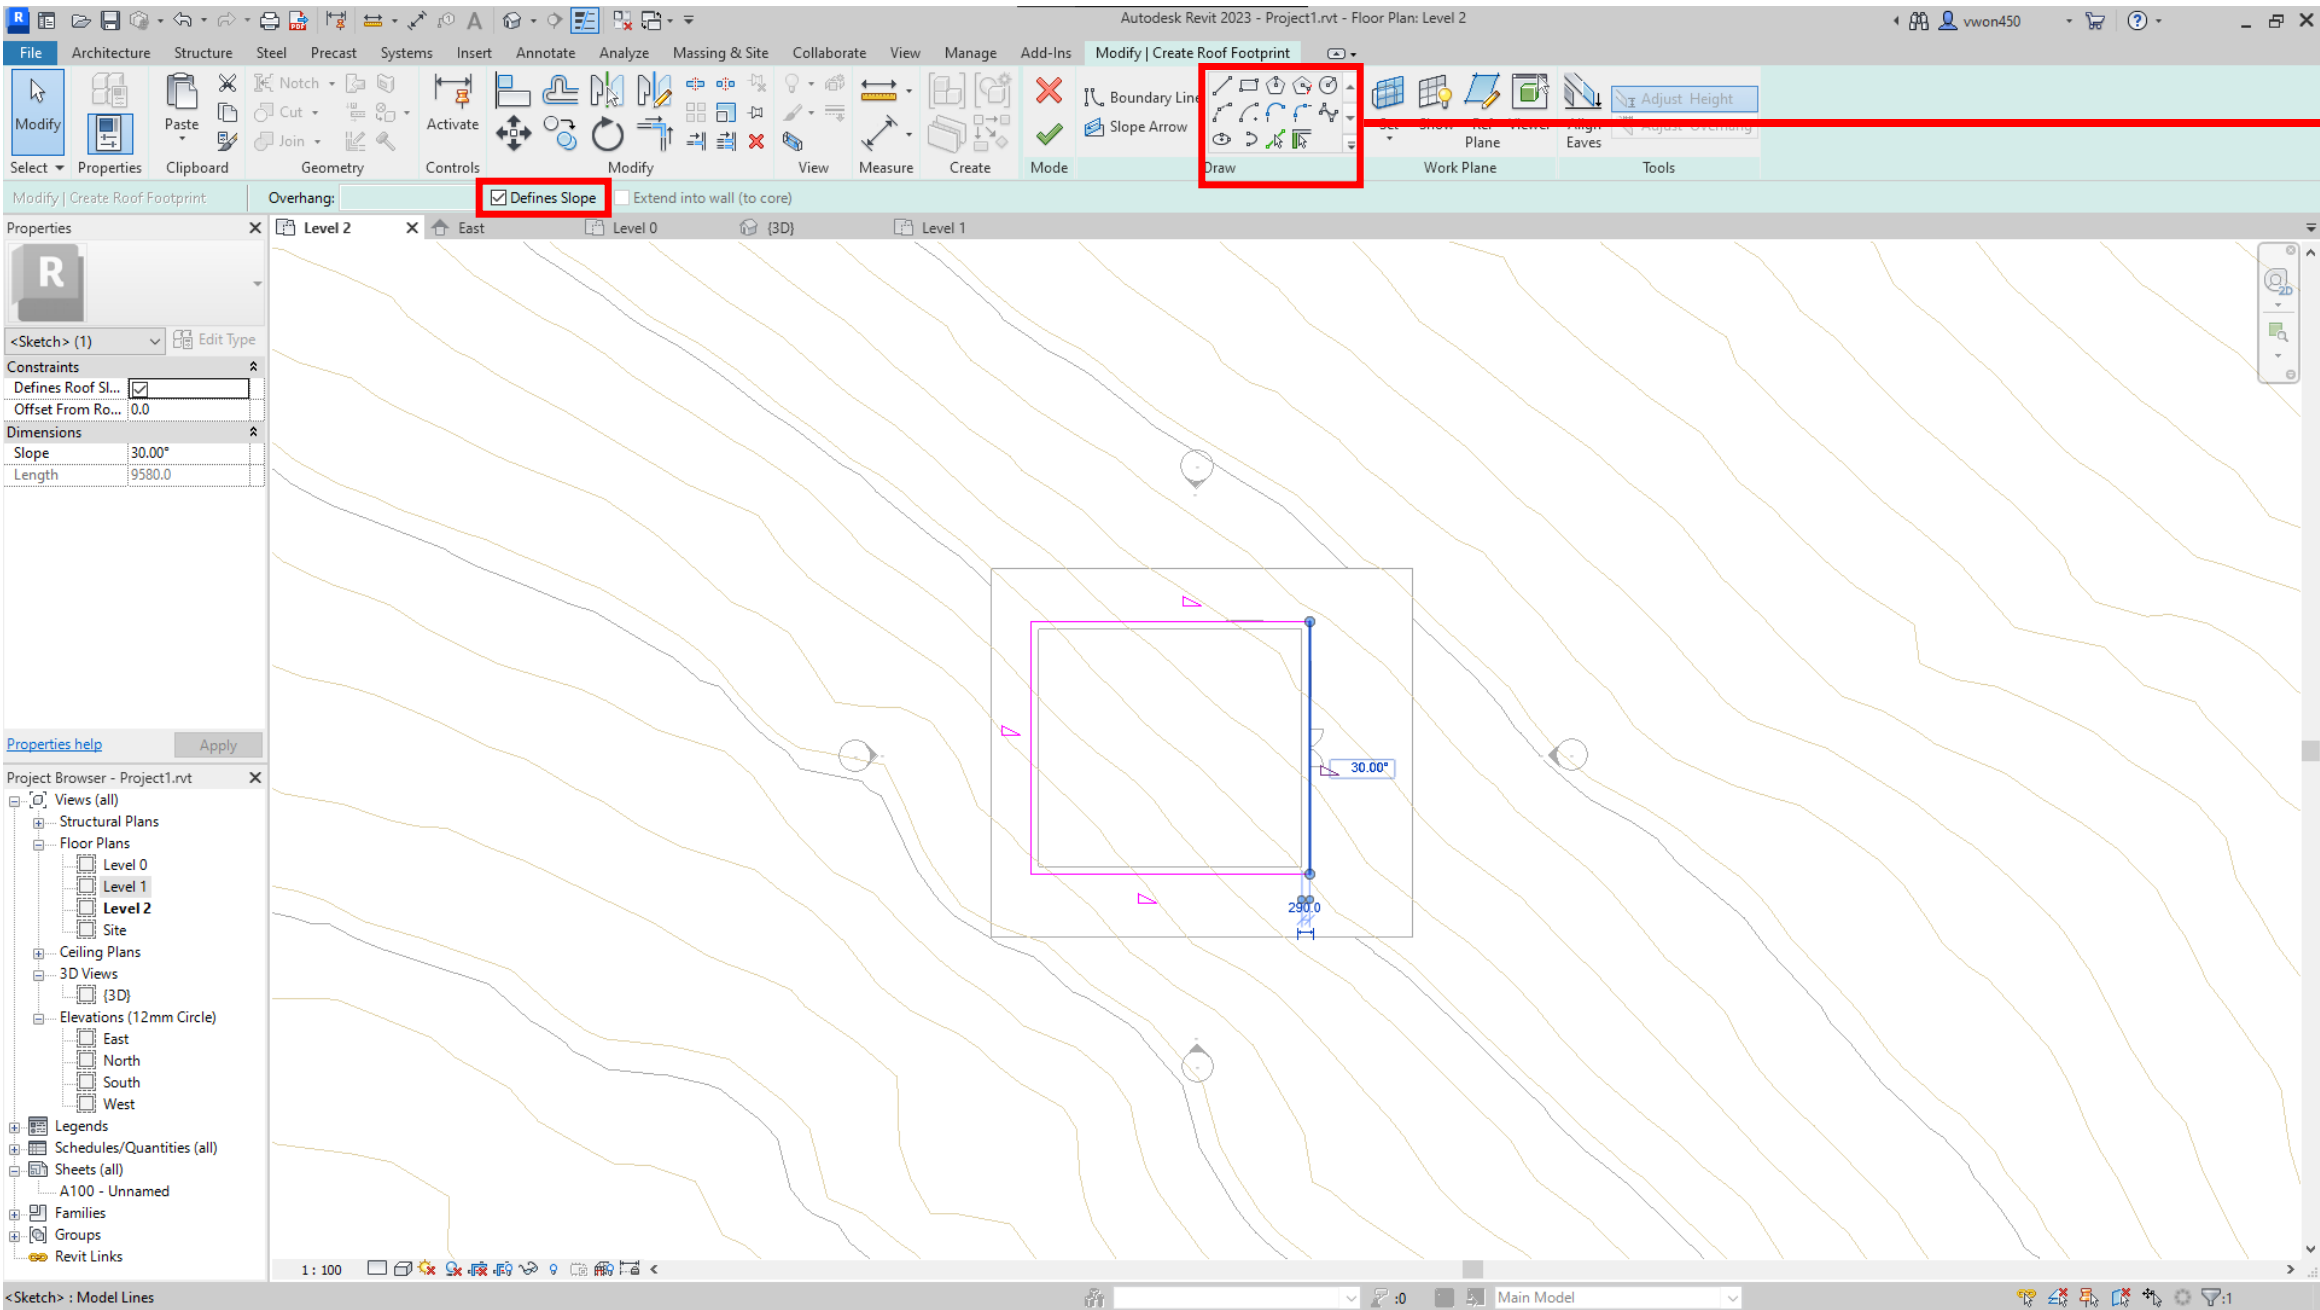 Autodesk Revit 2023 - Project1.rvt - Floor Plan: Level 2
vwon450
File Architecture Structure Steel Precast Systems Insert Annotate Analyze Massing & Site Collaborate View Manage Add-Ins Modify | Create Roof Footprint
Modify
Paste
Notch
Cut
Join
Activate
Boundary Line
Slope Arrow
Plane
Eaves
Adjust Height
Adjust Overhang
Select Properties Clipboard Geometry Controls Modify View Measure Create Mode Draw Work Plane Tools
Modify | Create Roof Footprint Overhang: Defines Slope Extend into wall (to core)
Properties
Level 2 East Level 0 {3D} Level 1
R
2D
<Sketch> (1) Edit Type
Constraints
Defines Roof Sl...
Offset From Ro... 0.0
Dimensions
Slope 30.00°
Length 9580.0
Properties help Apply
30.00°
290.0
Project Browser - Project1.rvt
Views (all)
Structural Plans
Floor Plans
Level 0
Level 1
Level 2
Site
Ceiling Plans
3D Views
{3D}
Elevations (12mm Circle)
East
North
South
West
Legends
Schedules/Quantities (all)
Sheets (all)
A100 - Unnamed
Families
Groups
Revit Links
1 : 100
<Sketch> : Model Lines
:0
Main Model
:1